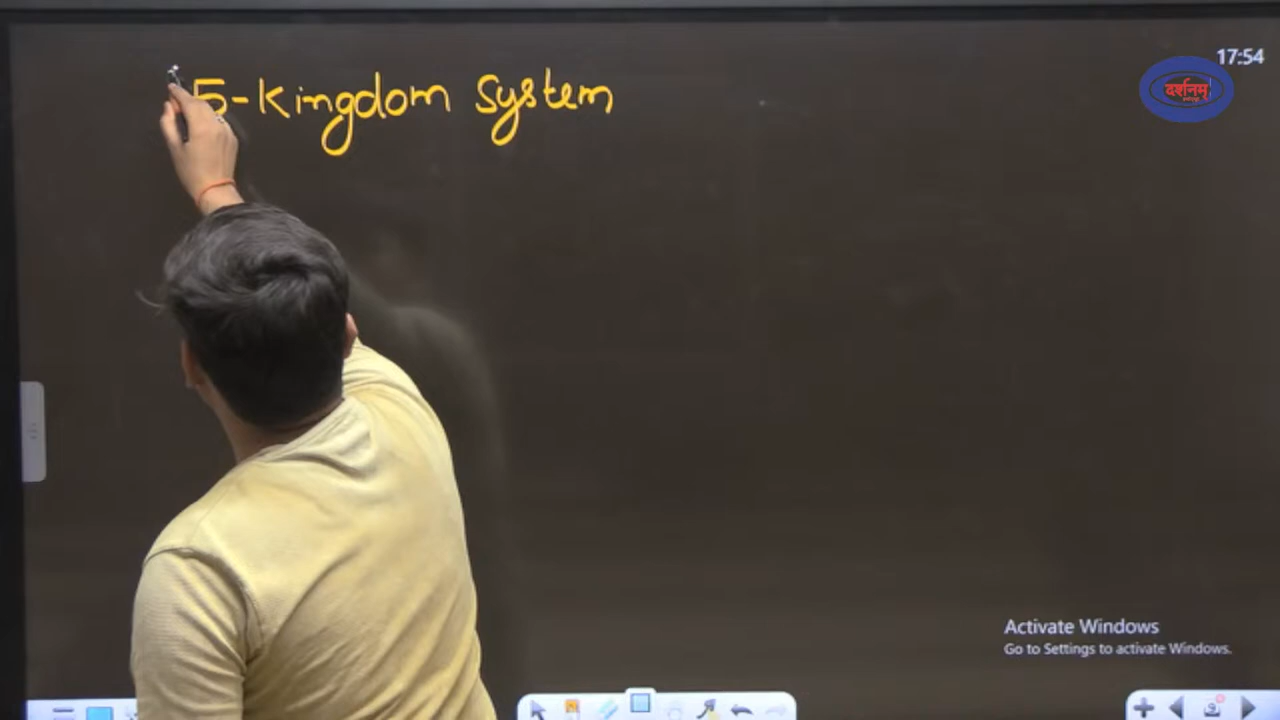 17:54
5-Kingdom System
दर्शनम्
Activate Windows
Go to Settings to activate Windows.